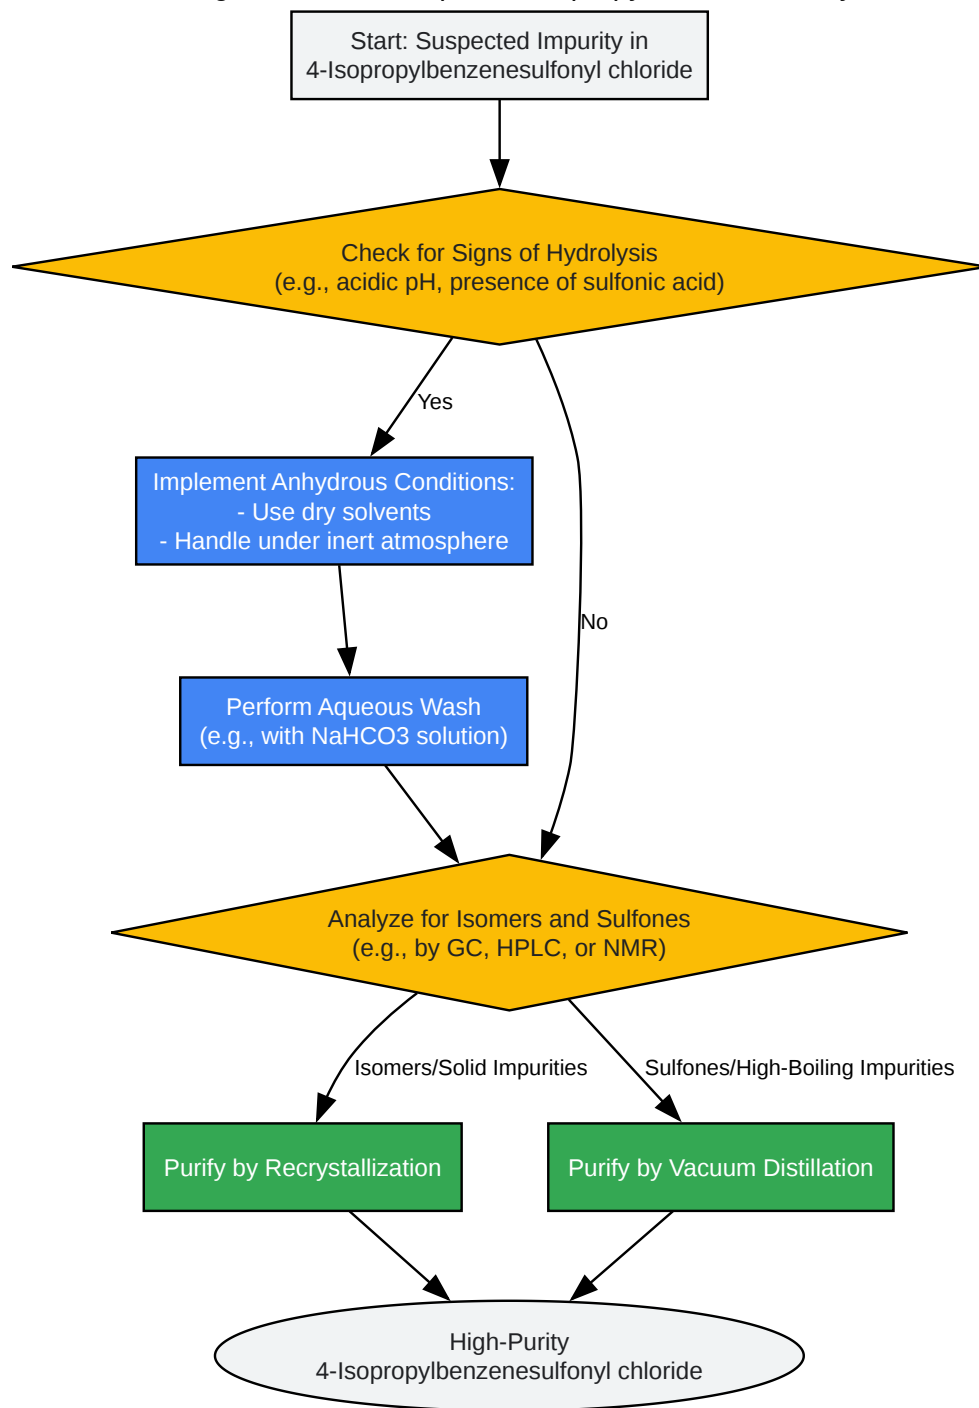 Start: Suspected Impurity in
4-Isopropylbenzenesulfonyl chloride
Check for Signs of Hydrolysis
(e.g., acidic pH, presence of sulfonic acid)
Yes
Implement Anhydrous Conditions:
- Use dry solvents
- Handle under inert atmosphere
No
Perform Aqueous Wash
(e.g., with NaHCO3 solution)
Analyze for Isomers and Sulfones
(e.g., by GC, HPLC, or NMR)
Isomers/Solid Impurities
Sulfones/High-Boiling Impurities
Purify by Recrystallization
Purify by Vacuum Distillation
High-Purity
4-Isopropylbenzenesulfonyl chloride